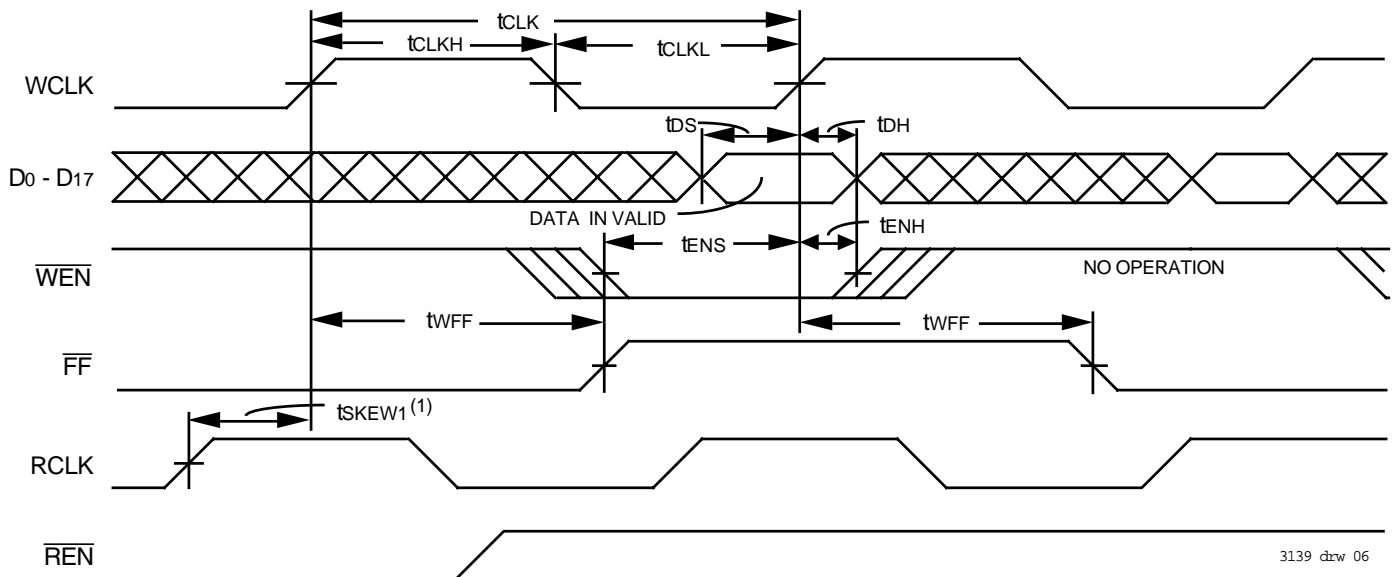 tCLK
tCLKH
tCLKL
WCLK
tDS
tDH
D0 - D17
DATA IN VALID
tENH
tENS
WEN
NO OPERATION
tWFF
tWFF
FF
tSKEW1(1)
RCLK
REN
3139 drw 06